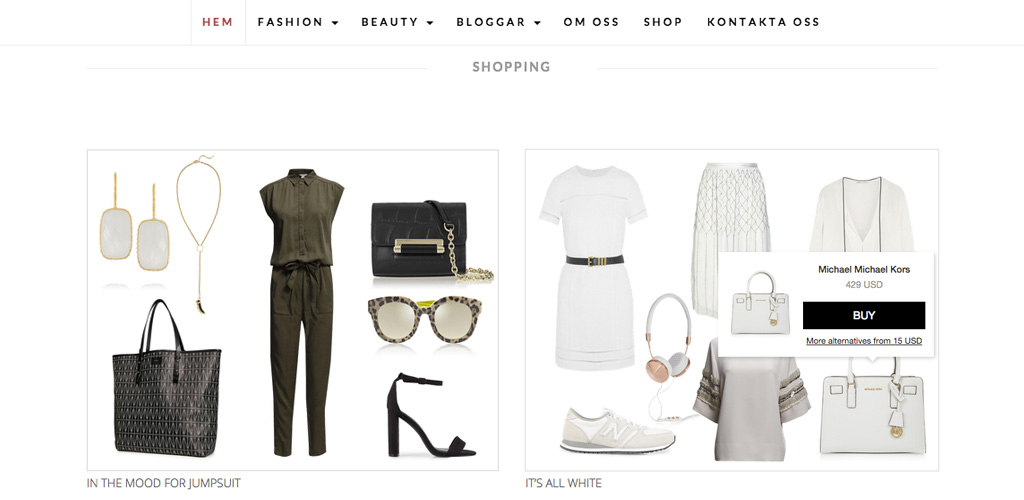 HEM FASHION BEAUTY BLOGGAR OM OSS SHOP KONTAKTA OSS
SHOPPING
Michael Michael Kors
429 USD
BUY
More alternatives from 15 USD
N
IN THE MOOD FOR JUMPSUIT
IT'S ALL WHITE